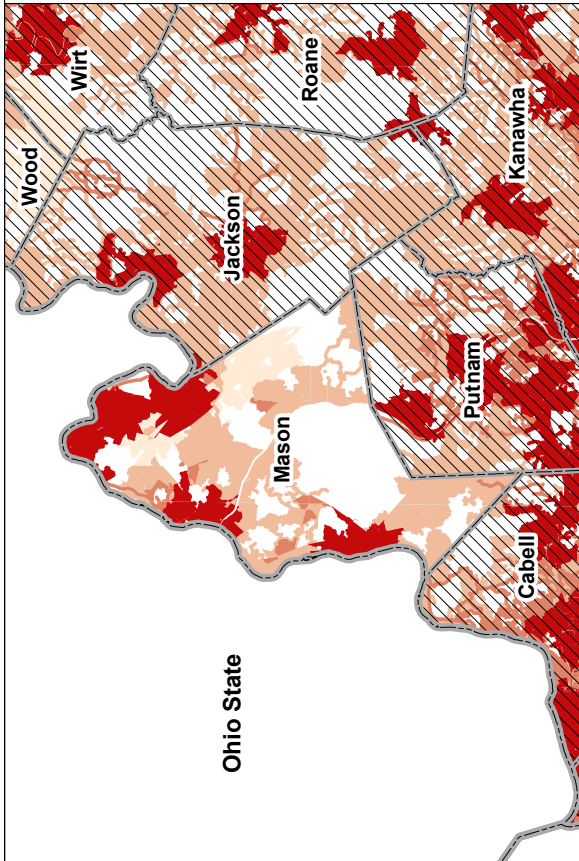 Wirt
Roane
Kanawha
Wood
Jackson
Putnam
Mason
Cabell
Ohio State